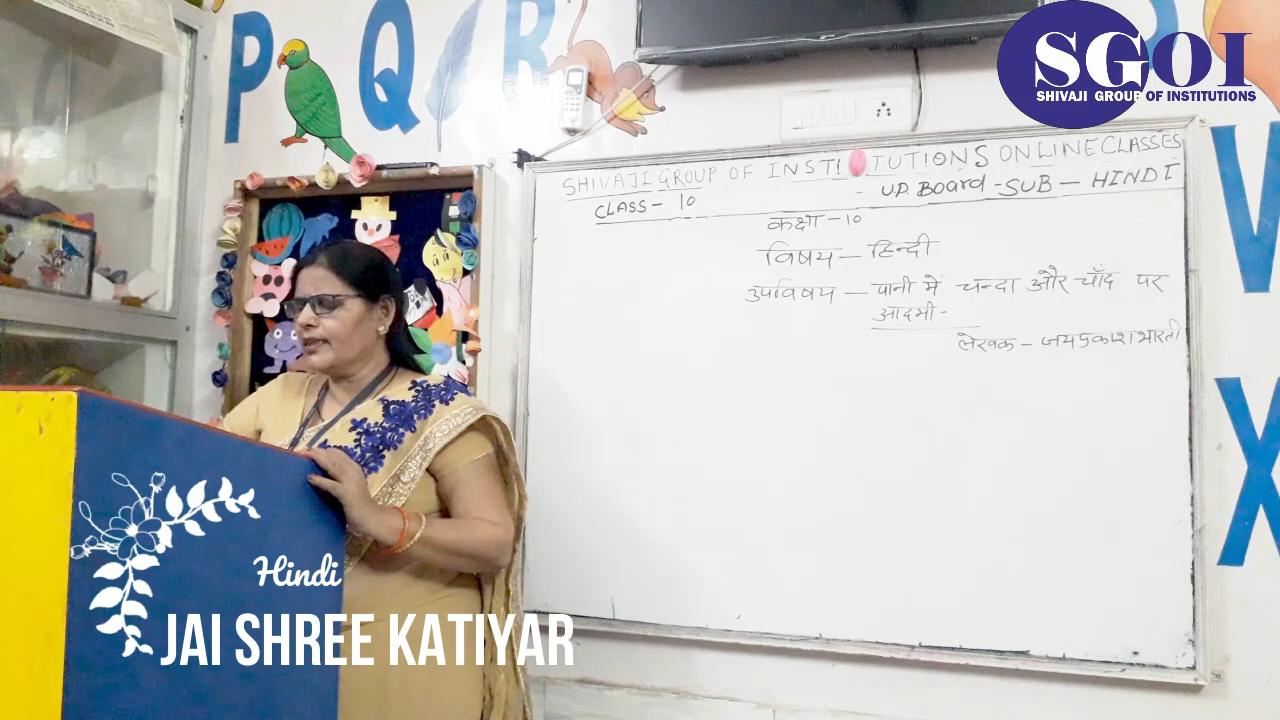 P Q R
SGOI
SHIVAJI GROUP OF INSTITUTIONS
SHIVAJI GROUP OF INSTITUTIONS ONLINE CLASSES
CLASS - 10
U.P. Board - SUB - HINDI
कक्षा - 10
विषय - हिन्दी
उपविषय - पानी में चन्दा और चाँद पर
आदमी -
लेखक - जयप्रकाश भारती
V
X
Hindi
JAI SHREE KATIYAR